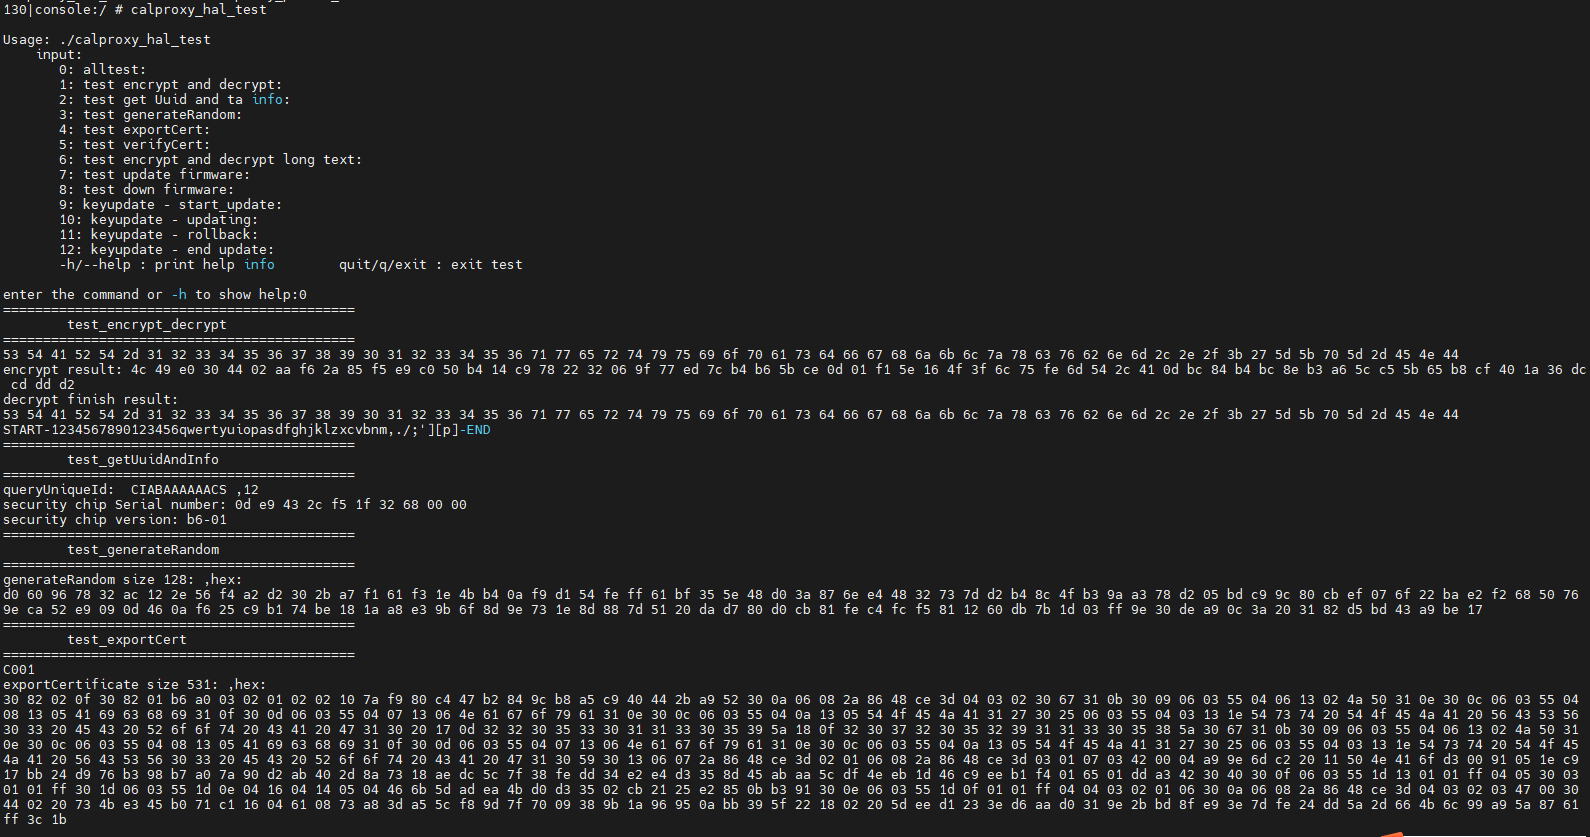 130|console:/ # calproxy_hal_test
Usage: ./calproxy_hal_test
input:
0: alltest:
1: test encrypt and decrypt:
2: test get Uuid and ta info:
3: test generateRandom:
4: test exportCert:
5: test verifyCert:
6: test encrypt and decrypt long text:
7: test update firmware:
8: test down firmware:
9: keyupdate - start_update:
10: keyupdate - updating:
11: keyupdate - rollback:
12: keyupdate - end update:
-h/--help : print help info        quit/q/exit : exit test
enter the command or -h to show help:0
============================================
test_encrypt_decrypt
============================================
53 54 41 52 54 2d 31 32 33 34 35 36 37 38 39 30 31 32 33 34 35 36 71 77 65 72 74 79 75 69 6f 70 61 73 64 66 67 68 6a 6b 6c 7a 78 63 76 62 6e 6d 2c 2e 2f 3b 27 5d 5b 70 5d 2d 45 4e 44
encrypt result: 4c 49 e0 30 44 02 aa f6 2a 85 f5 e9 c0 50 b4 14 c9 78 22 32 06 9f 77 ed 7c b4 b6 5b ce 0d 01 f1 5e 16 4f 3f 6c 75 fe 6d 54 2c 41 0d bc 84 b4 bc 8e b3 a6 5c c5 5b 65 b8 cf 40 1a 36 dc
cd dd d2
decrypt finish result:
53 54 41 52 54 2d 31 32 33 34 35 36 37 38 39 30 31 32 33 34 35 36 71 77 65 72 74 79 75 69 6f 70 61 73 64 66 67 68 6a 6b 6c 7a 78 63 76 62 6e 6d 2c 2e 2f 3b 27 5d 5b 70 5d 2d 45 4e 44
START-1234567890123456qwertyuiopasdfghjklzxcvbnm,./;'][p]-END
============================================
test_getUuidAndInfo
============================================
queryUniqueId:  CIABAAAAAACS ,12
security chip Serial number: 0d e9 43 2c f5 1f 32 68 00 00
security chip version: b6-01
============================================
test_generateRandom
============================================
generateRandom size 128: ,hex:
d0 60 96 78 32 ac 12 2e 56 f4 a2 d2 30 2b a7 f1 61 f3 1e 4b b4 0a f9 d1 54 fe ff 61 bf 35 5e 48 d0 3a 87 6e e4 48 32 73 7d d2 b4 8c 4f b3 9a a3 78 d2 05 bd c9 9c 80 cb ef 07 6f 22 ba e2 f2 68 50 76
9e ca 52 e9 09 0d 46 0a f6 25 c9 b1 74 be 18 1a a8 e3 9b 6f 8d 9e 73 1e 8d 88 7d 51 20 da d7 80 d0 cb 81 fe c4 fc f5 81 12 60 db 7b 1d 03 ff 9e 30 de a9 0c 3a 20 31 82 d5 bd 43 a9 be 17
============================================
test_exportCert
============================================
C001
exportCertificate size 531: ,hex:
30 82 02 0f 30 82 01 b6 a0 03 02 01 02 02 10 7a f9 80 c4 47 b2 84 9c b8 a5 c9 40 44 2b a9 52 30 0a 06 08 2a 86 48 ce 3d 04 03 02 30 67 31 0b 30 09 06 03 55 04 06 13 02 4a 50 31 0e 30 0c 06 03 55 04
08 13 05 41 69 63 68 69 31 0f 30 0d 06 03 55 04 07 13 06 4e 61 67 6f 79 61 31 0e 30 0c 06 03 55 04 0a 13 05 54 4f 45 4a 41 31 27 30 25 06 03 55 04 03 13 1e 54 73 74 20 54 4f 45 4a 41 20 56 43 53 56
30 33 20 45 43 20 52 6f 6f 74 20 43 41 20 47 31 30 20 17 0d 32 32 30 35 33 30 31 31 33 30 35 39 5a 18 0f 32 30 37 32 30 35 32 39 31 31 33 30 35 38 5a 30 67 31 0b 30 09 06 03 55 04 06 13 02 4a 50 31
0e 30 0c 06 03 55 04 08 13 05 41 69 63 68 69 31 0f 30 0d 06 03 55 04 07 13 06 4e 61 67 6f 79 61 31 0e 30 0c 06 03 55 04 0a 13 05 54 4f 45 4a 41 31 27 30 25 06 03 55 04 03 13 1e 54 73 74 20 54 4f 45
4a 41 20 56 43 53 56 30 33 20 45 43 20 52 6f 6f 74 20 43 41 20 47 31 30 59 30 13 06 07 2a 86 48 ce 3d 02 01 06 08 2a 86 48 ce 3d 03 01 07 03 42 00 04 a9 9e 6d c2 20 11 50 4e 41 6f d3 00 91 05 1e c9
17 bb 24 d9 76 b3 98 b7 a0 7a 90 d2 ab 40 2d 8a 73 18 ae dc 5c 7f 38 fe dd 34 e2 e4 d3 35 8d 45 ab aa 5c df 4e eb 1d 46 c9 ee b1 f4 01 65 01 dd a3 42 30 40 30 0f 06 03 55 1d 13 01 01 ff 04 05 30 03
01 01 ff 30 1d 06 03 55 1d 0e 04 16 04 14 05 04 46 6b 5d ad ea 4b d0 d3 35 02 cb 21 25 e2 85 0b b3 91 30 0e 06 03 55 1d 0f 01 01 ff 04 04 03 02 01 06 30 0a 06 08 2a 86 48 ce 3d 04 03 02 03 47 00 30
44 02 20 73 4b e3 45 b0 71 c1 16 04 61 08 73 a8 3d a5 5c f8 9d 7f 70 09 38 9b 1a 96 95 0a bb 39 5f 22 18 02 20 5d ee d1 23 3e d6 aa d0 31 9e 2b bd 8f e9 3e 7d fe 24 dd 5a 2d 66 4b 6c 99 a9 5a 87 61
ff 3c 1b